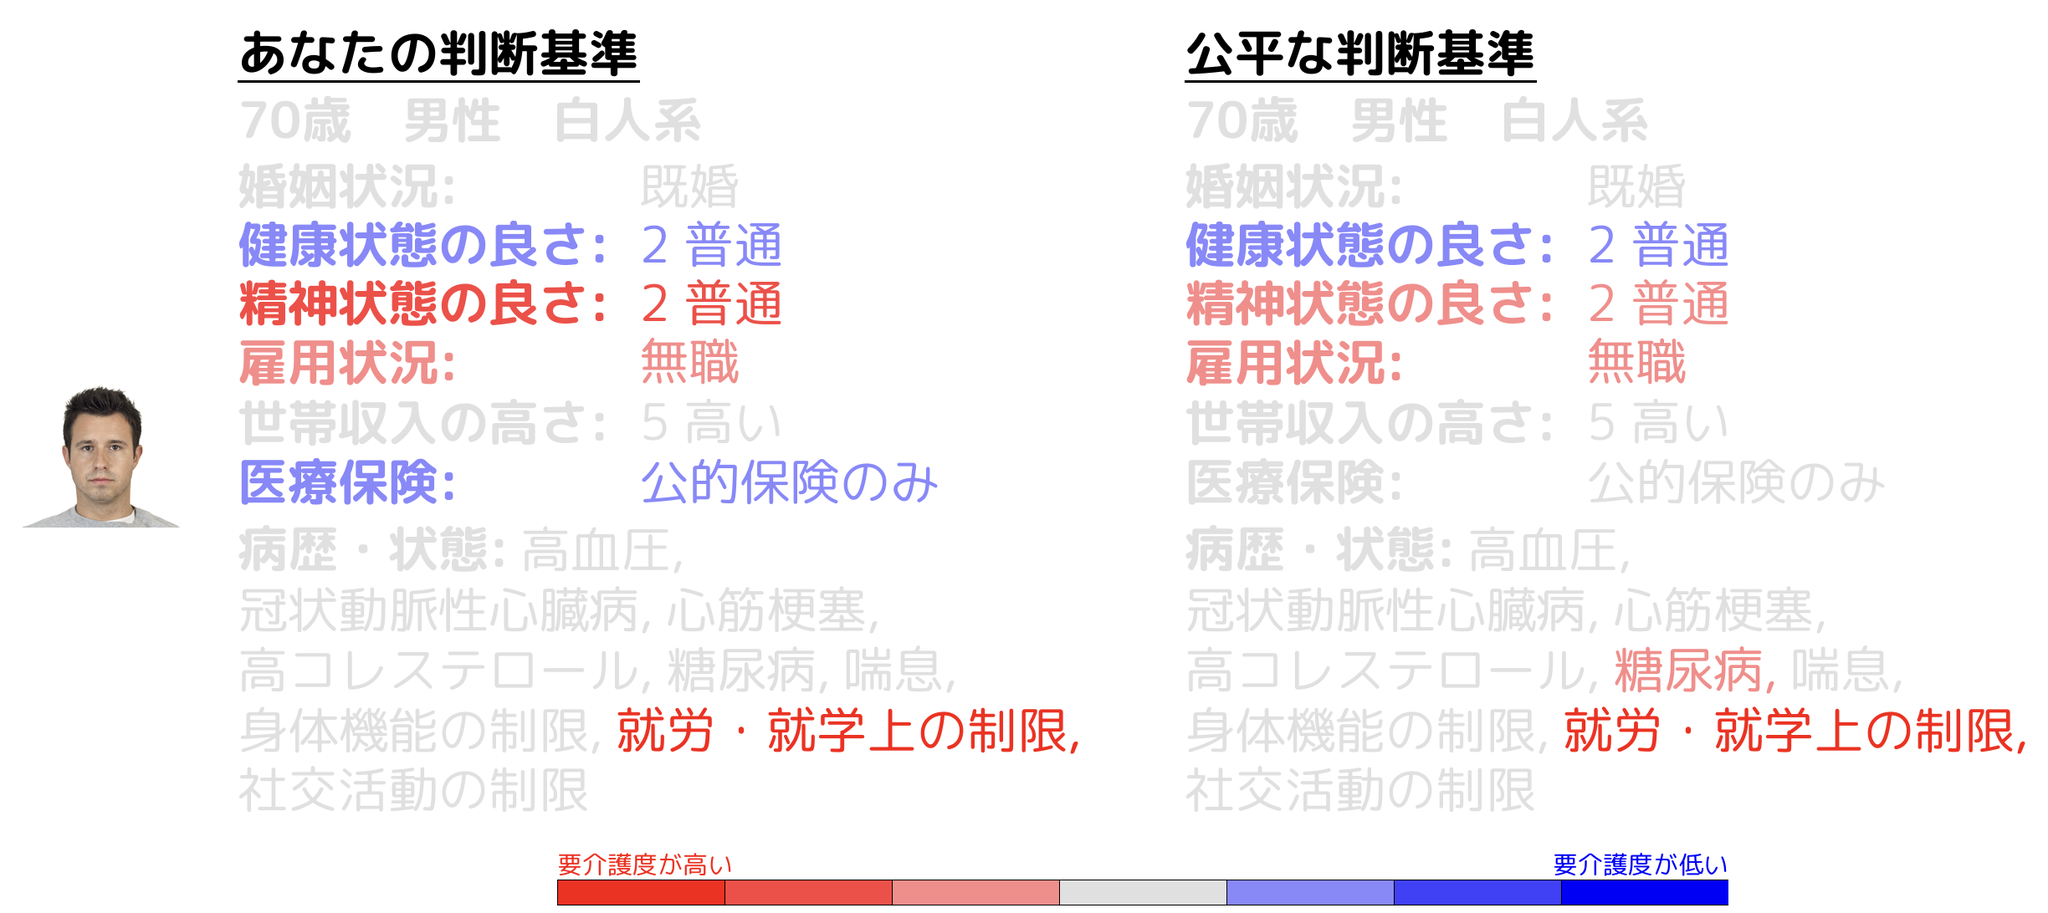 あなたの判断基準
70歳　男性　白人系
婚姻状況: 既婚
健康状態の良さ: 2 普通
精神状態の良さ: 2 普通
雇用状況: 無職
世帯収入の高さ: 5 高い
医療保険: 公的保険のみ
病歴・状態: 高血圧,
冠状動脈性心臓病, 心筋梗塞,
高コレステロール, 糖尿病, 喘息,
身体機能の制限, 就労・就学上の制限,
社交活動の制限
公平な判断基準
70歳　男性　白人系
婚姻状況: 既婚
健康状態の良さ: 2 普通
精神状態の良さ: 2 普通
雇用状況: 無職
世帯収入の高さ: 5 高い
医療保険: 公的保険のみ
病歴・状態: 高血圧,
冠状動脈性心臓病, 心筋梗塞,
高コレステロール, 糖尿病, 喘息,
身体機能の制限, 就労・就学上の制限,
社交活動の制限
要介護度が高い
要介護度が低い